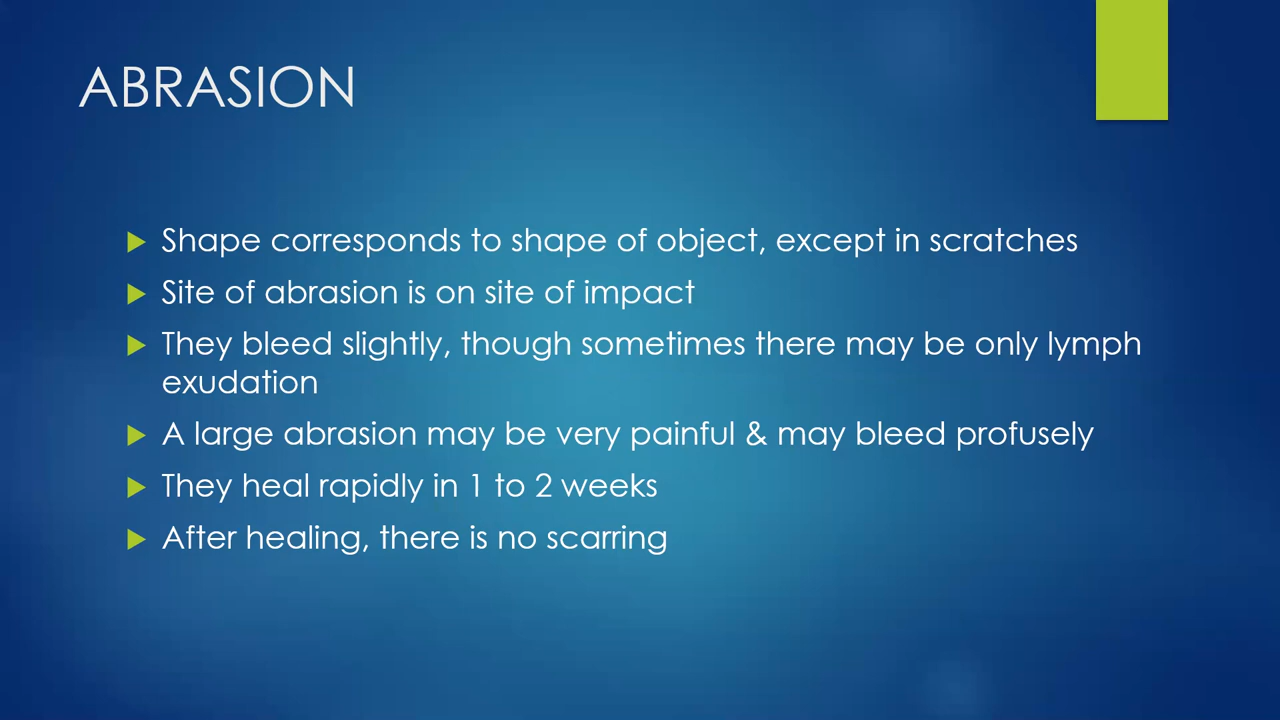 ABRASION
Shape corresponds to shape of object, except in scratches
Site of abrasion is on site of impact
They bleed slightly, though sometimes there may be only lymph
exudation
A large abrasion may be very painful & may bleed profusely
They heal rapidly in 1 to 2 weeks
After healing, there is no scarring